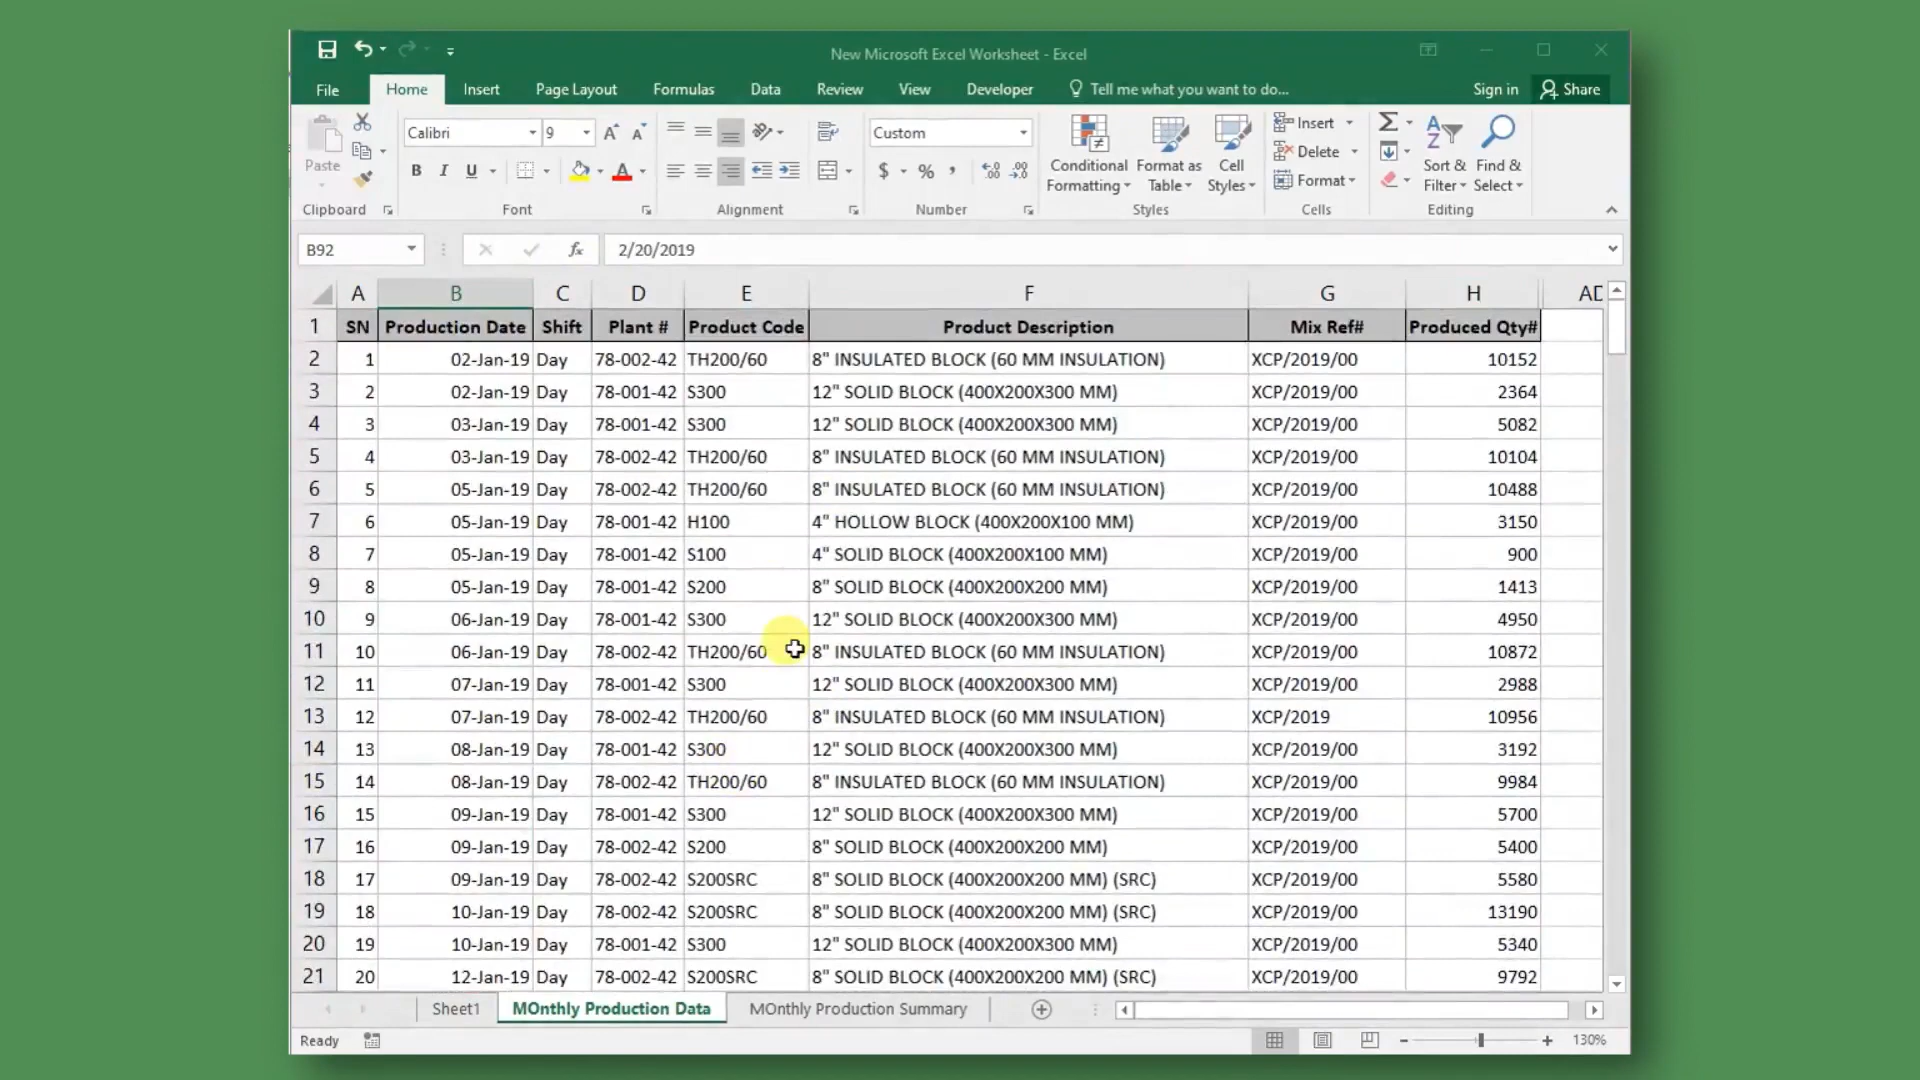 New Microsoft Excel Worksheet - Excel
File Home Insert Page Layout Formulas Data Review View Developer Tell me what you want to do... Sign in Share
Paste Calibri 9 A A Custom Conditional Formatting Format as Table Cell Styles Insert Delete Format Sort & Filter Find & Select
B I U A $ % ,
Clipboard Font Alignment Number Styles Cells Editing
B92 fx 2/20/2019
A B C D E F G H AD
1 SN Production Date Shift Plant # Product Code Product Description Mix Ref# Produced Qty#
2 1 02-Jan-19 Day 78-002-42 TH200/60 8" INSULATED BLOCK (60 MM INSULATION) XCP/2019/00 10152
3 2 02-Jan-19 Day 78-001-42 S300 12" SOLID BLOCK (400X200X300 MM) XCP/2019/00 2364
4 3 03-Jan-19 Day 78-001-42 S300 12" SOLID BLOCK (400X200X300 MM) XCP/2019/00 5082
5 4 03-Jan-19 Day 78-002-42 TH200/60 8" INSULATED BLOCK (60 MM INSULATION) XCP/2019/00 10104
6 5 05-Jan-19 Day 78-002-42 TH200/60 8" INSULATED BLOCK (60 MM INSULATION) XCP/2019/00 10488
7 6 05-Jan-19 Day 78-001-42 H100 4" HOLLOW BLOCK (400X200X100 MM) XCP/2019/00 3150
8 7 05-Jan-19 Day 78-001-42 S100 4" SOLID BLOCK (400X200X100 MM) XCP/2019/00 900
9 8 05-Jan-19 Day 78-001-42 S200 8" SOLID BLOCK (400X200X200 MM) XCP/2019/00 1413
10 9 06-Jan-19 Day 78-001-42 S300 12" SOLID BLOCK (400X200X300 MM) XCP/2019/00 4950
11 10 06-Jan-19 Day 78-002-42 TH200/60 8" INSULATED BLOCK (60 MM INSULATION) XCP/2019/00 10872
12 11 07-Jan-19 Day 78-001-42 S300 12" SOLID BLOCK (400X200X300 MM) XCP/2019/00 2988
13 12 07-Jan-19 Day 78-002-42 TH200/60 8" INSULATED BLOCK (60 MM INSULATION) XCP/2019 10956
14 13 08-Jan-19 Day 78-001-42 S300 12" SOLID BLOCK (400X200X300 MM) XCP/2019/00 3192
15 14 08-Jan-19 Day 78-002-42 TH200/60 8" INSULATED BLOCK (60 MM INSULATION) XCP/2019/00 9984
16 15 09-Jan-19 Day 78-001-42 S300 12" SOLID BLOCK (400X200X300 MM) XCP/2019/00 5700
17 16 09-Jan-19 Day 78-002-42 S200 8" SOLID BLOCK (400X200X200 MM) XCP/2019/00 5400
18 17 09-Jan-19 Day 78-002-42 S200SRC 8" SOLID BLOCK (400X200X200 MM) (SRC) XCP/2019/00 5580
19 18 10-Jan-19 Day 78-002-42 S200SRC 8" SOLID BLOCK (400X200X200 MM) (SRC) XCP/2019/00 13190
20 19 10-Jan-19 Day 78-001-42 S300 12" SOLID BLOCK (400X200X300 MM) XCP/2019/00 5340
21 20 12-Jan-19 Day 78-002-42 S200SRC 8" SOLID BLOCK (400X200X200 MM) (SRC) XCP/2019/00 9792
Sheet1 MOnthly Production Data MOnthly Production Summary
Ready 130%